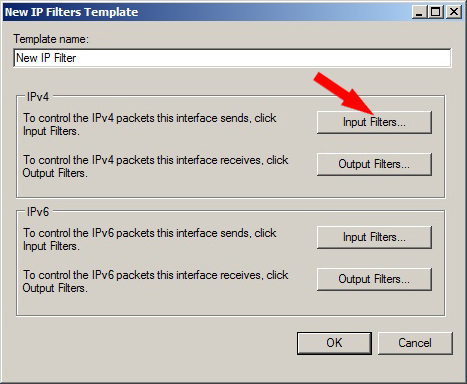 New IP Filters Template
Template name:
New IP Filter
IPv4
To control the IPv4 packets this interface sends, click
Input Filters.
Input Filters...
To control the IPv4 packets this interface receives, click
Output Filters.
Output Filters...
IPv6
To control the IPv6 packets this interface sends, click
Input Filters.
Input Filters...
To control the IPv6 packets this interface receives, click
Output Filters.
Output Filters...
OK
Cancel